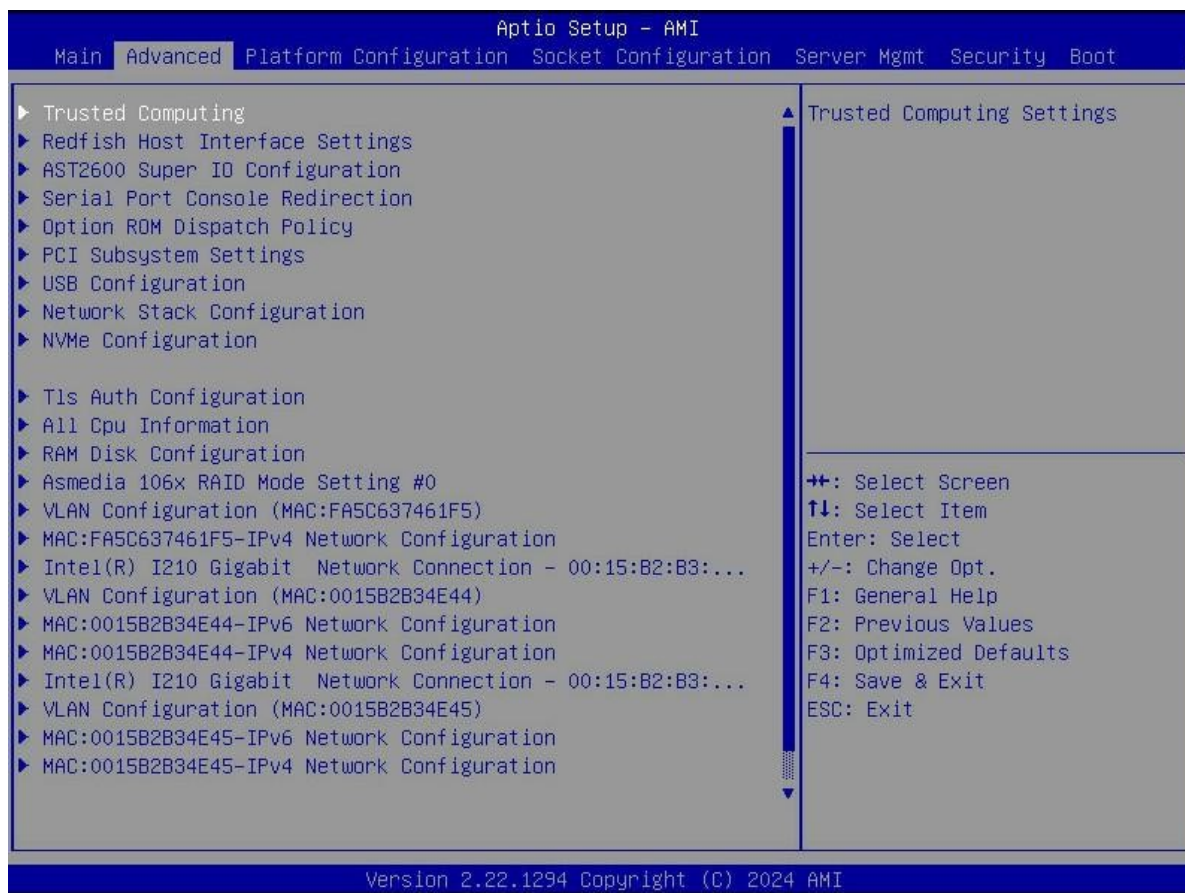 Aptio Setup - AMI
Main Advanced Platform Configuration Socket Configuration Server Mgmt Security Boot
Trusted Computing
Redfish Host Interface Settings
AST2600 Super IO Configuration
Serial Port Console Redirection
Option ROM Dispatch Policy
PCI Subsystem Settings
USB Configuration
Network Stack Configuration
NVMe Configuration
Tls Auth Configuration
All Cpu Information
RAM Disk Configuration
Asmedia 106x RAID Mode Setting #0
VLAN Configuration (MAC:FA5C637461F5)
MAC:FA5C637461F5-IPv4 Network Configuration
Intel(R) I210 Gigabit  Network Connection - 00:15:B2:B3:...
VLAN Configuration (MAC:0015B2B34E44)
MAC:0015B2B34E44-IPv6 Network Configuration
MAC:0015B2B34E44-IPv4 Network Configuration
Intel(R) I210 Gigabit  Network Connection - 00:15:B2:B3:...
VLAN Configuration (MAC:0015B2B34E45)
MAC:0015B2B34E45-IPv6 Network Configuration
MAC:0015B2B34E45-IPv4 Network Configuration
Trusted Computing Settings
→←: Select Screen
↑↓: Select Item
Enter: Select
+/-: Change Opt.
F1: General Help
F2: Previous Values
F3: Optimized Defaults
F4: Save & Exit
ESC: Exit
Version 2.22.1294 Copyright (C) 2024 AMI